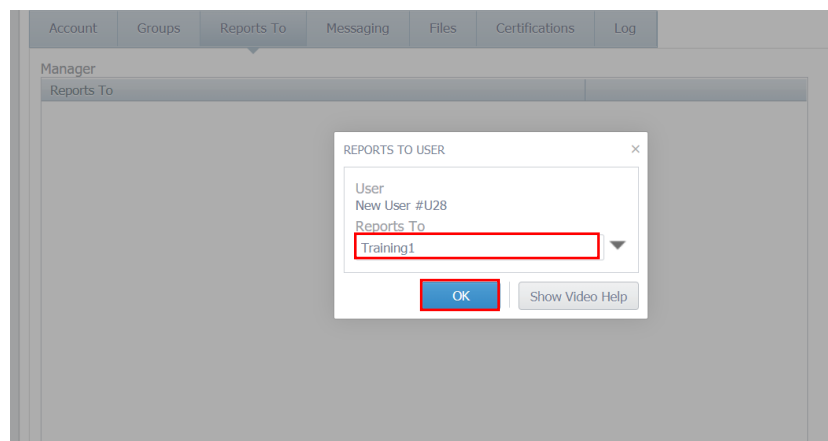 Account Groups Reports To Messaging Files Certifications Log
Manager
Reports To
REPORTS TO USER ×
User
New User #U28
Reports To
Training1
OK Show Video Help